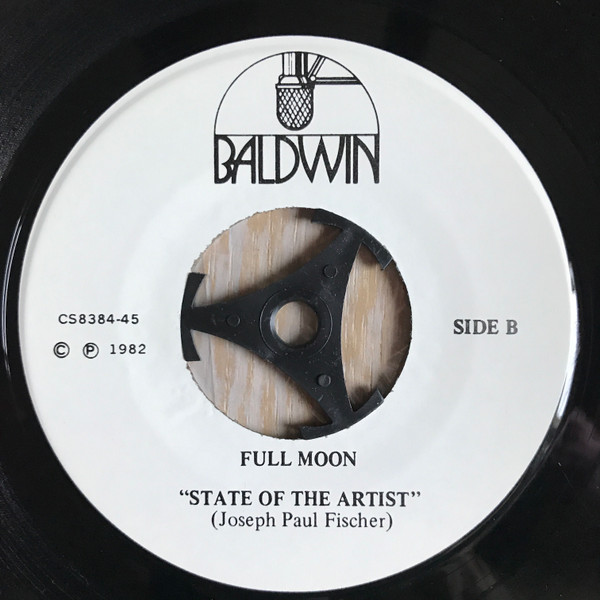 BALDWIN
CS8384-45
© ℗ 1982
SIDE B
FULL MOON
“STATE OF THE ARTIST”
(Joseph Paul Fischer)